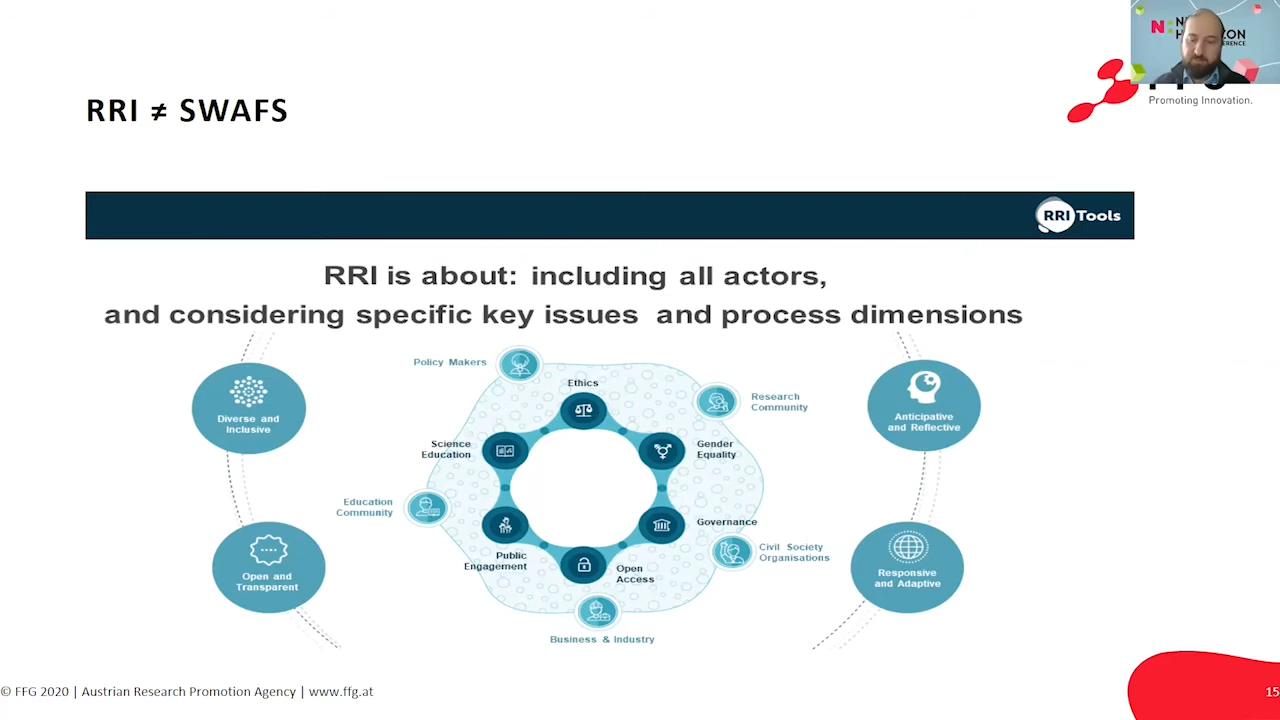 RRI ≠ SWAFS
Promoting Innovation.
RRI Tools
RRI is about: including all actors,
and considering specific key issues and process dimensions
Policy Makers
Ethics
Research
Community
Diverse and
Inclusive
Anticipative
and Reflective
Science
Education
Gender
Equality
Education
Community
Governance
Civil Society
Organisations
Public
Engagement
Open
Access
Open and
Transparent
Responsive
and Adaptive
Business & Industry
© FFG 2020 | Austrian Research Promotion Agency | www.ffg.at
15